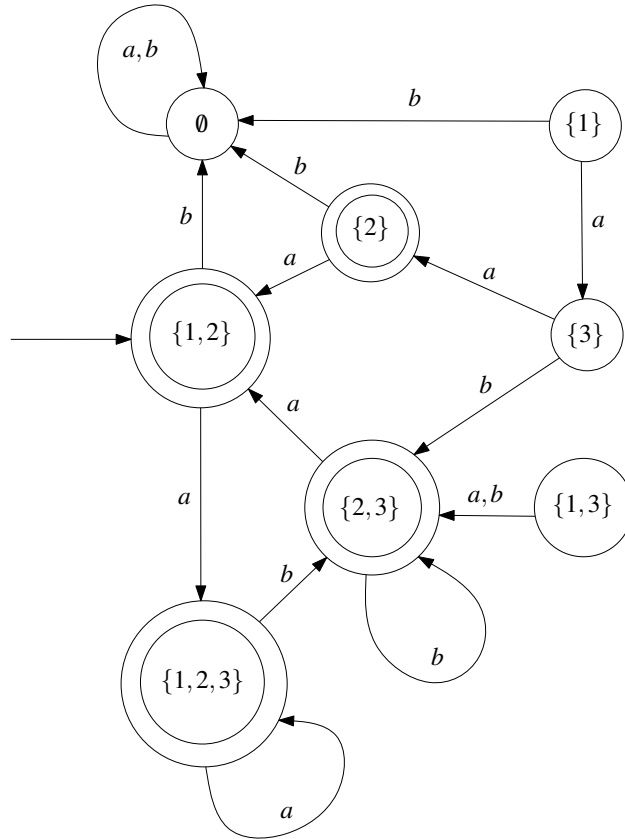 a, b
b
∅
{1}
b
b
{2}
a
a
a
{1, 2}
{3}
b
a
a
{2, 3}
a, b
{1, 3}
b
b
{1, 2, 3}
a